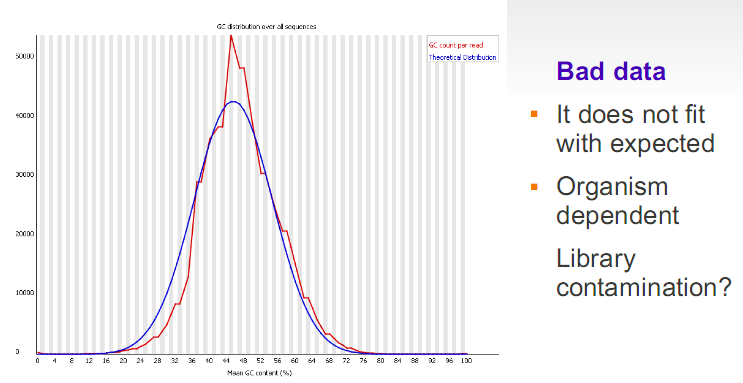 GC distribution over all sequences
GC count per read
Theoretical Distribution
50000
40000
30000
20000
10000
0
0 4 8 12 16 20 24 28 32 36 40 44 48 52 56 60 64 68 72 76 80 84 88 92 96 100
Mean GC content (%)
Bad data
It does not fit
with expected
Organism
dependent
Library
contamination?